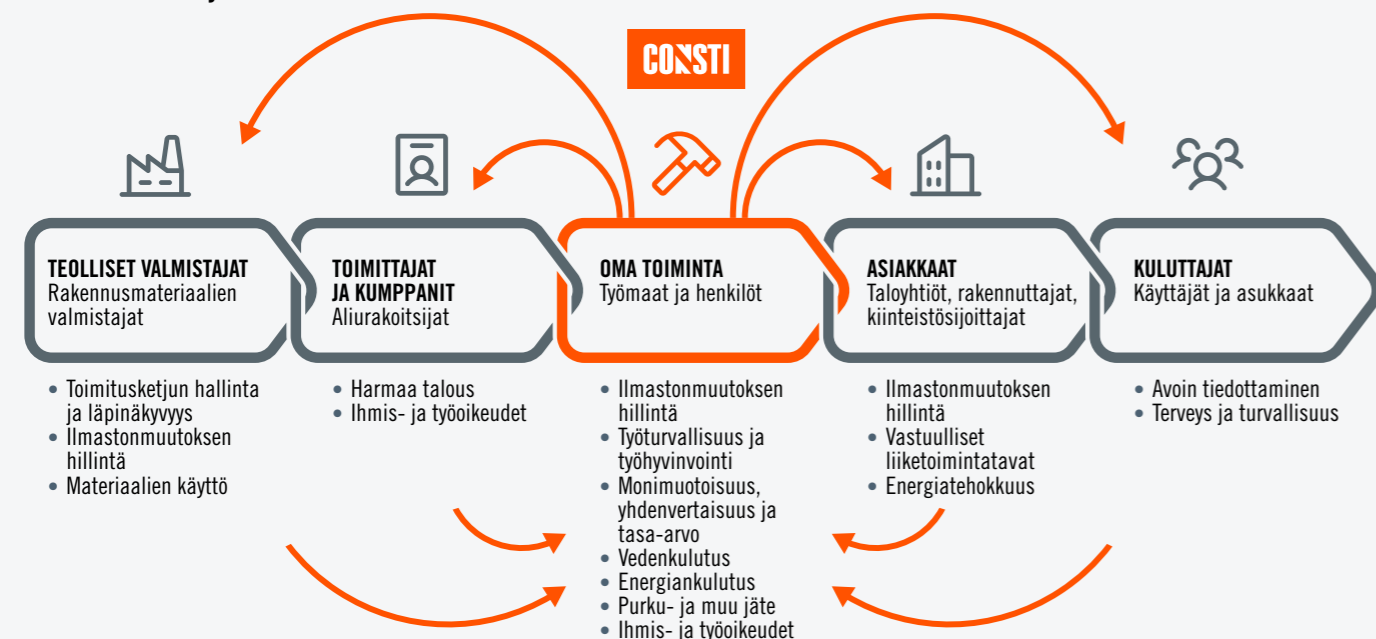 CONSTI
TEOLLISET VALMISTAJAT
Rakennusmateriaalien
valmistajat
• Toimitusketjun hallinta
ja läpinäkyvyys
• Ilmastonmuutoksen
hillintä
• Materiaalien käyttö
TOIMITTAJAT
JA KUMPPANIT
Aliurakoitsijat
• Harmaa talous
• Ihmis- ja työoikeudet
OMA TOIMINTA
Työmaat ja henkilöt
• Ilmastonmuutoksen
hillintä
• Työturvallisuus ja
työhyvinvointi
• Monimuotoisuus,
yhdenvertaisuus ja
tasa-arvo
• Vedenkulutus
• Energiankulutus
• Purku- ja muu jäte
• Ihmis- ja työoikeudet
ASIAKKAAT
Taloyhtiöt, rakennuttajat,
kiinteistösijoittajat
• Ilmastonmuutoksen
hillintä
• Vastuulliset
liiketoimintatavat
• Energiatehokkuus
KULUTTAJAT
Käyttäjät ja asukkaat
• Avoin tiedottaminen
• Terveys ja turvallisuus